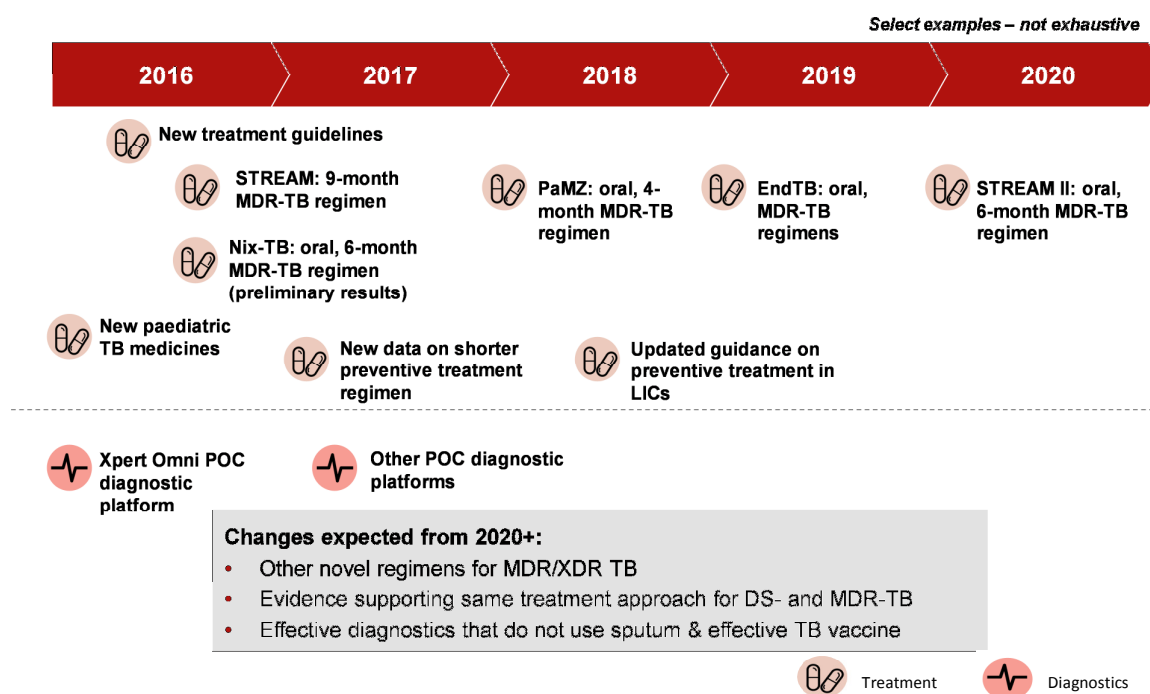 Select examples – not exhaustive
2016
2017
2018
2019
2020
New treatment guidelines
STREAM: 9-month
MDR-TB regimen
PaMZ: oral, 4-
month MDR-TB
regimen
EndTB: oral,
MDR-TB
regimens
STREAM II: oral,
6-month MDR-TB
regimen
Nix-TB: oral, 6-month
MDR-TB regimen
(preliminary results)
New paediatric
TB medicines
New data on shorter
preventive treatment
regimen
Updated guidance on
preventive treatment in
LICs
Xpert Omni POC
diagnostic
platform
Other POC diagnostic
platforms
Changes expected from 2020+:
• Other novel regimens for MDR/XDR TB
• Evidence supporting same treatment approach for DS- and MDR-TB
• Effective diagnostics that do not use sputum & effective TB vaccine
Treatment
Diagnostics